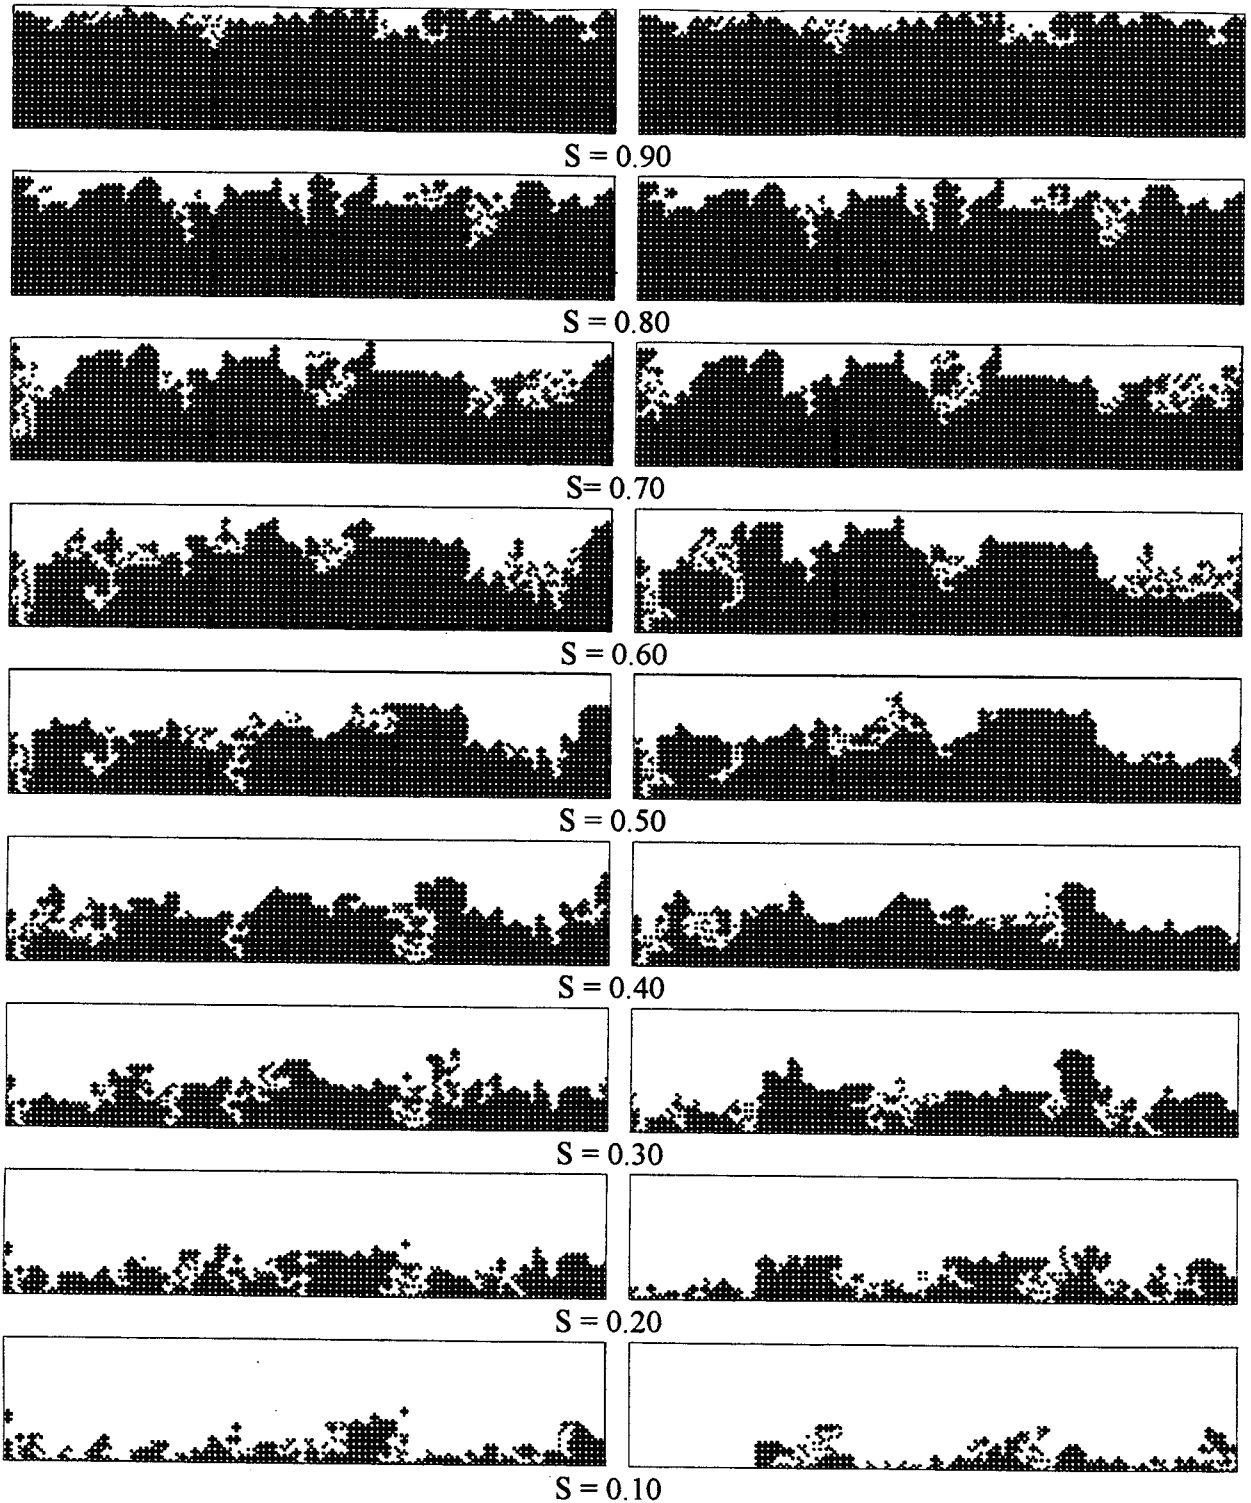 S = 0.90
S = 0.80
S= 0.70
S = 0.60
S = 0.50
S = 0.40
S = 0.30
S = 0.20
S = 0.10